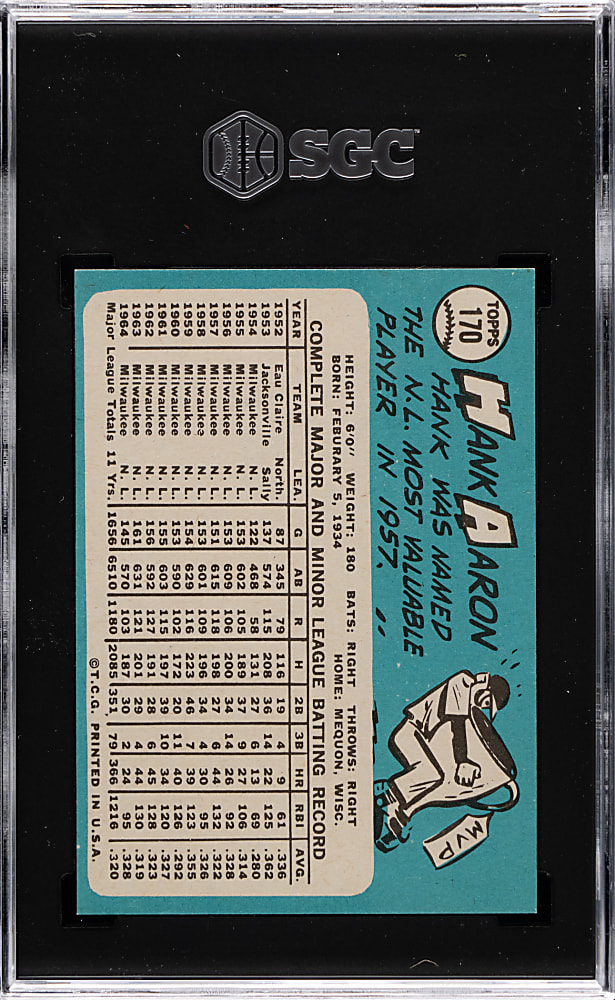 SGC
TOPPS
170
HANK AARON
HANK WAS NAMED
THE N.L. MOST VALUABLE
PLAYER IN 1957.
MVP
HEIGHT: 6'0" WEIGHT: 180 BATS: RIGHT THROWS: RIGHT
BORN: FEBURARY 5, 1934 HOME: MEQUON, WISC.
COMPLETE MAJOR AND MINOR LEAGUE BATTING RECORD
YEAR TEAM LEA. G AB R H 2B 3B HR RBI AVG.
1952 Eau Claire North. 87 345 79 116 19 4 9 61 .336
1953 Jacksonville Sally 137 574 115 208 36 14 22 125 .362
1954 Milwaukee N. L. 122 468 58 131 27 6 13 69 .280
1955 Milwaukee N. L. 153 602 105 189 37 9 27 106 .314
1956 Milwaukee N. L. 153 609 106 200 34 14 26 92 .328
1957 Milwaukee N. L. 151 615 118 198 27 6 44 132 .322
1958 Milwaukee N. L. 153 601 109 196 34 4 30 95 .326
1959 Milwaukee N. L. 154 629 116 223 46 7 39 123 .355
1960 Milwaukee N. L. 153 590 102 172 20 11 40 126 .292
1961 Milwaukee N. L. 155 603 115 197 39 10 34 120 .327
1962 Milwaukee N. L. 156 592 127 191 28 6 45 128 .323
1963 Milwaukee N. L. 161 631 121 201 29 4 44 130 .319
1964 Milwaukee N. L. 145 570 103 187 30 2 24 95 .328
Major League Totals 11 Yrs. 1656 6510 1180 2085 351 79 366 1216 .320
©T.C.G. PRINTED IN U.S.A.